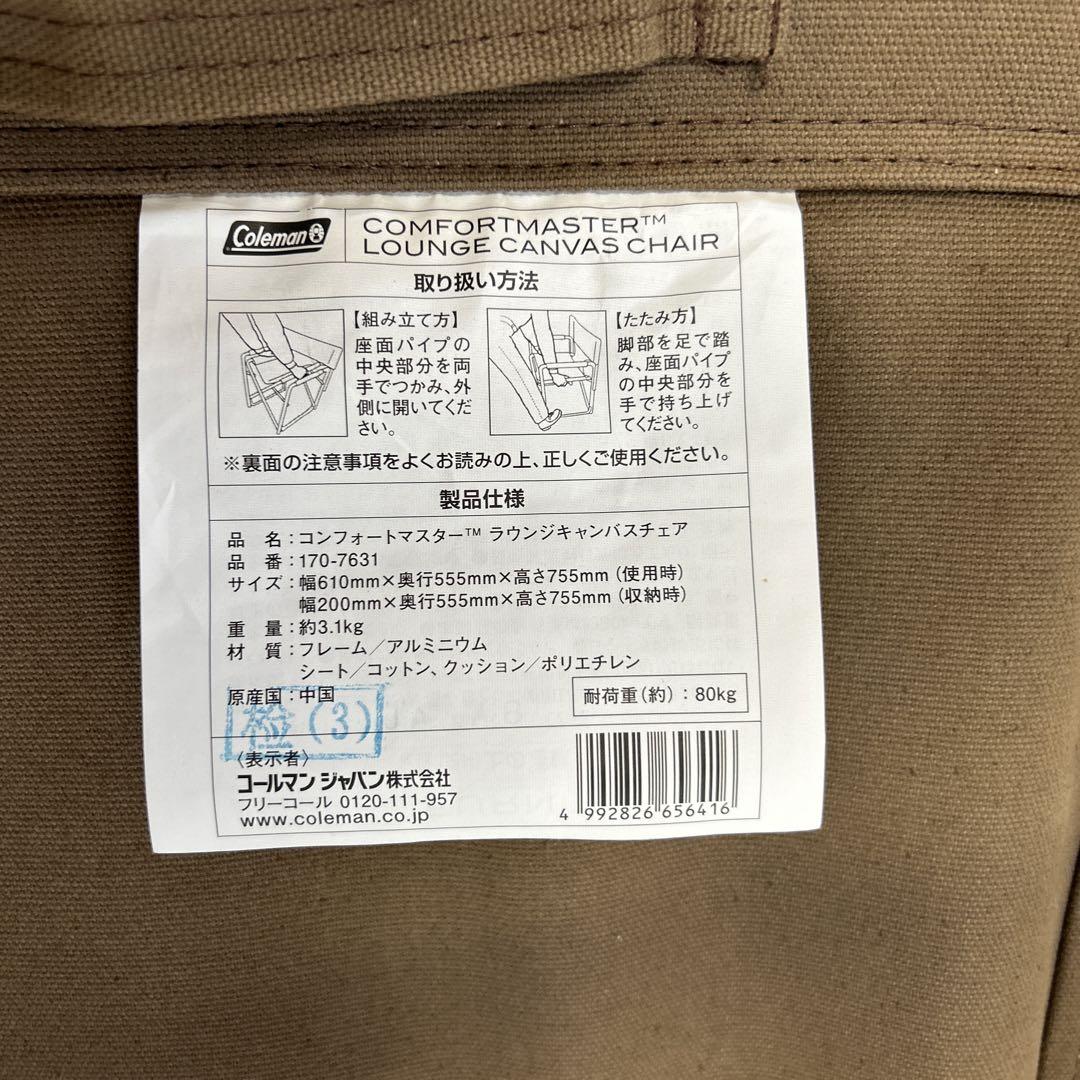 Coleman
COMFORTMASTER™
LOUNGE CANVAS CHAIR
取り扱い方法
【組み立て方】
座面パイプの
中央部分を両
手でつかみ、外
側に開いてくだ
さい。
【たたみ方】
脚部を足で踏
み、座面パイプ
の中央部分を
手で持ち上げ
てください。
※裏面の注意事項をよくお読みの上、正しくご使用ください。
製品仕様
品 名：コンフォートマスター™ ラウンジキャンバスチェア
品 番：170-7631
サイズ：幅610mm×奥行555mm×高さ755mm（使用時）
幅200mm×奥行555mm×高さ755mm（収納時）
重 量：約3.1kg
材 質：フレーム／アルミニウム
シート／コットン、クッション／ポリエチレン
原産国：中国
耐荷重（約）：80kg
検(3)
〈表示者〉
コールマン ジャパン株式会社
フリーコール 0120-111-957
www.coleman.co.jp
4 992826 656416